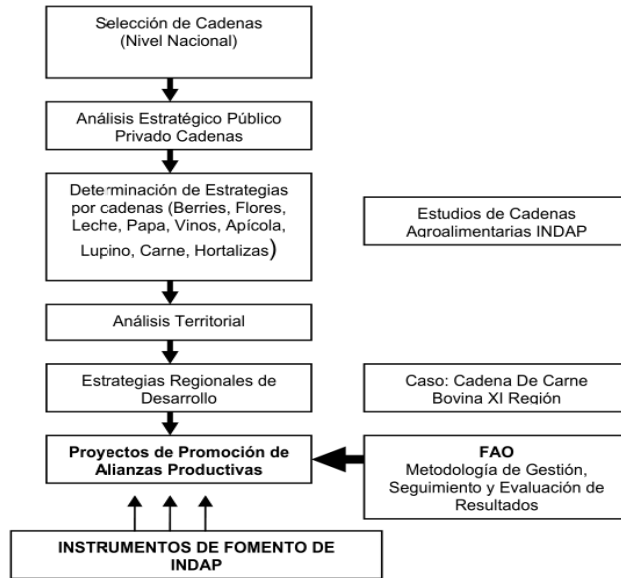 Selección de Cadenas
(Nivel Nacional)
Análisis Estratégico Público
Privado Cadenas
Determinación de Estrategias
por cadenas (Berries, Flores,
Leche, Papa, Vinos, Apícola,
Lupino, Carne, Hortalizas)
Estudios de Cadenas
Agroalimentarias INDAP
Análisis Territorial
Estrategias Regionales de
Desarrollo
Caso: Cadena De Carne
Bovina XI Región
Proyectos de Promoción de
Alianzas Productivas
FAO
Metodología de Gestión,
Seguimiento y Evaluación de
Resultados
INSTRUMENTOS DE FOMENTO DE
INDAP